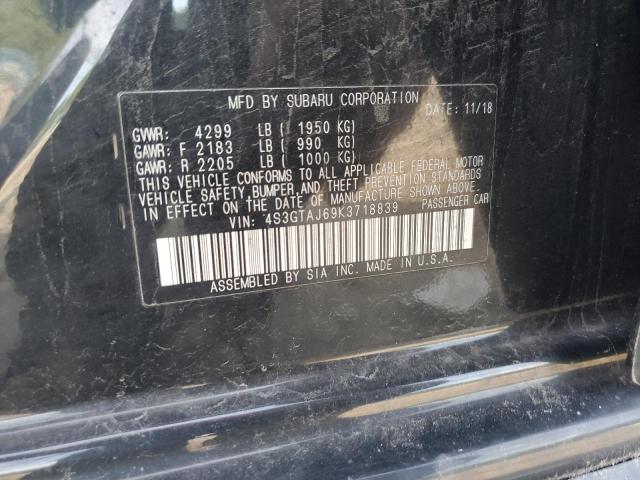 MFD BY SUBARU CORPORATION
DATE: 11/18
GVWR: 4299 LB ( 1950 KG)
GAWR: F 2183 LB ( 990 KG)
GAWR: R 2205 LB ( 1000 KG)
THIS VEHICLE CONFORMS TO ALL APPLICABLE FEDERAL MOTOR
VEHICLE SAFETY, BUMPER, AND THEFT PREVENTION STANDARDS
IN EFFECT ON THE DATE OF MANUFACTURE SHOWN ABOVE.
VIN: 4S3GTAJ69K3718839 PASSENGER CAR
ASSEMBLED BY SIA INC. MADE IN U.S.A.